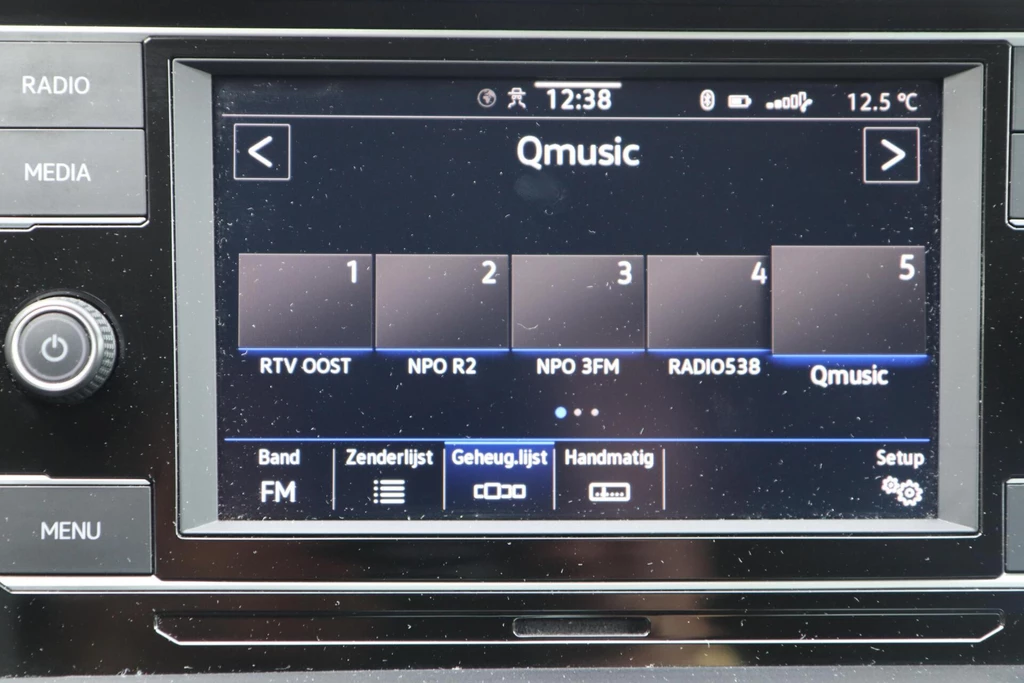 RADIO
MEDIA
MENU
12:38
12.5 °C
<
Qmusic
>
1 2 3 4 5
RTV OOST NPO R2 NPO 3FM RADIO538 Qmusic
Band Zenderlijst Geheug.lijst Handmatig Setup
FM